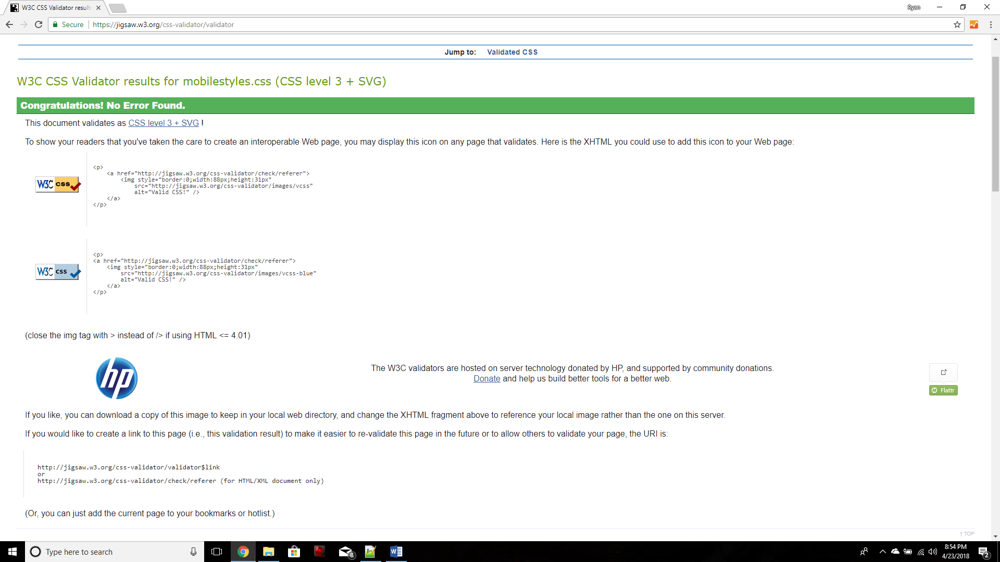 W3C CSS Validator result
Ryan
Secure
https://jigsaw.w3.org/css-validator/validator
Jump to: Validated CSS
W3C CSS Validator results for mobilestyles.css (CSS level 3 + SVG)
Congratulations! No Error Found.
This document validates as CSS level 3 + SVG !
To show your readers that you've taken the care to create an interoperable Web page, you may display this icon on any page that validates. Here is the XHTML you could use to add this icon to your Web page:
W3C css
<p>
<a href="http://jigsaw.w3.org/css-validator/check/referer">
<img style="border:0;width:88px;height:31px"
src="http://jigsaw.w3.org/css-validator/images/vcss"
alt="Valid CSS!" />
</a>
</p>
W3C css
<p>
<a href="http://jigsaw.w3.org/css-validator/check/referer">
<img style="border:0;width:88px;height:31px"
src="http://jigsaw.w3.org/css-validator/images/vcss-blue"
alt="Valid CSS!" />
</a>
</p>
(close the img tag with > instead of /> if using HTML <= 4.01)
hp
The W3C validators are hosted on server technology donated by HP, and supported by community donations.
Donate and help us build better tools for a better web.
Flattr
If you like, you can download a copy of this image to keep in your local web directory, and change the XHTML fragment above to reference your local image rather than the one on this server.
If you would like to create a link to this page (i.e., this validation result) to make it easier to re-validate this page in the future or to allow others to validate your page, the URI is:
http://jigsaw.w3.org/css-validator/validator$link
or
http://jigsaw.w3.org/css-validator/check/referer (for HTML/XML document only)
(Or, you can just add the current page to your bookmarks or hotlist.)
↑ TOP
Type here to search
8
8:54 PM
4/23/2018
2